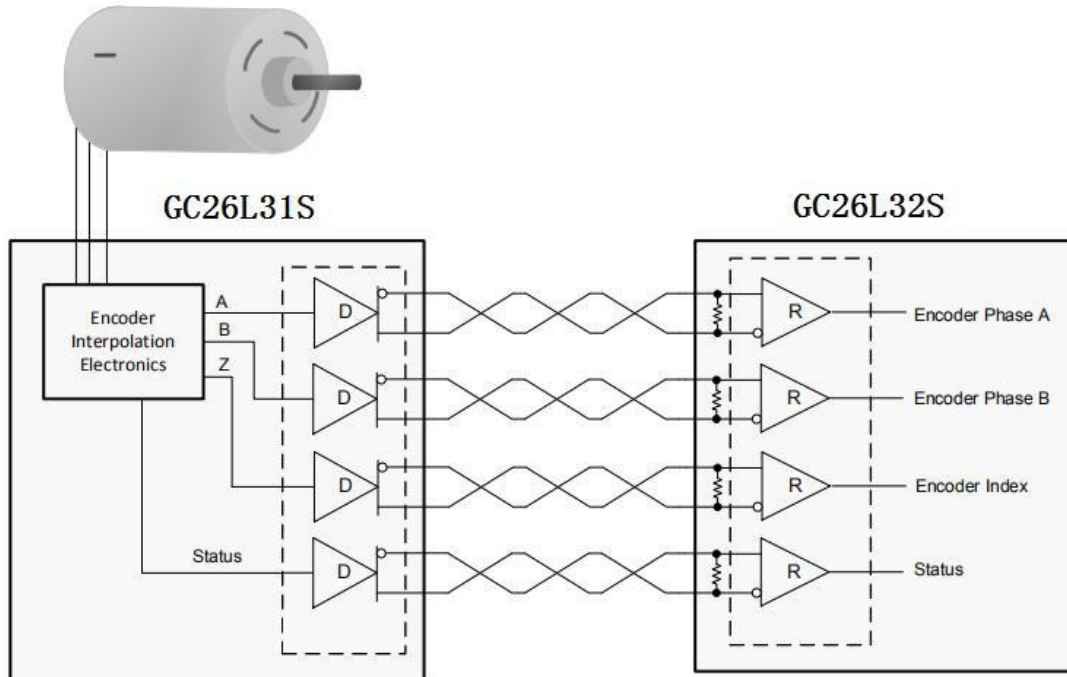 GC26L31S
GC26L32S
Encoder
Interpolation
Electronics
A
B
Z
Status
D
D
D
D
R
R
R
R
Encoder Phase A
Encoder Phase B
Encoder Index
Status